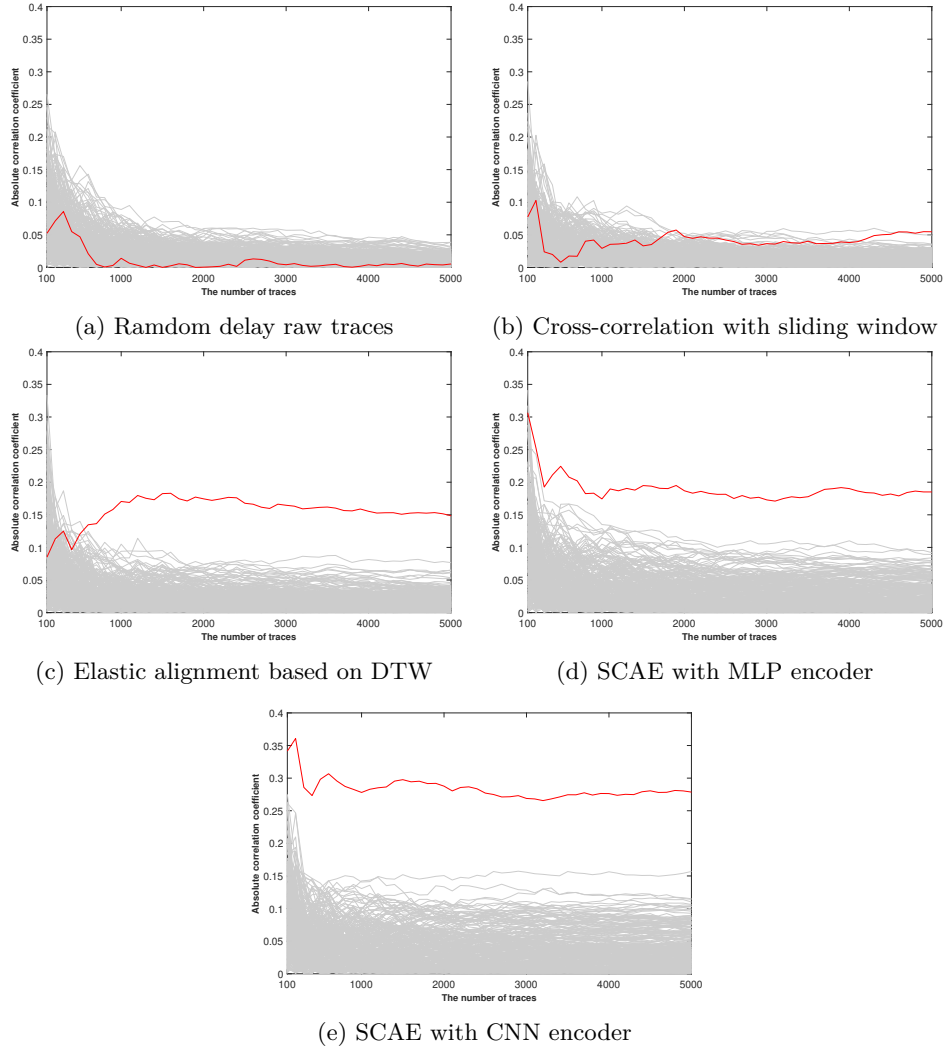 0.4
0.35
0.3
0.25
0.2
0.15
0.1
0.05
0
Absolute correlation coefficient
100 1000 2000 3000 4000 5000
The number of traces
(a) Ramdom delay raw traces
0.4
0.35
0.3
0.25
0.2
0.15
0.1
0.05
0
Absolute correlation coefficient
100 1000 2000 3000 4000 5000
The number of traces
(b) Cross-correlation with sliding window
0.4
0.35
0.3
0.25
0.2
0.15
0.1
0.05
0
Absolute correlation coefficient
100 1000 2000 3000 4000 5000
The number of traces
(c) Elastic alignment based on DTW
0.4
0.35
0.3
0.25
0.2
0.15
0.1
0.05
0
Absolute correlation coefficient
100 1000 2000 3000 4000 5000
The number of traces
(d) SCAE with MLP encoder
0.4
0.35
0.3
0.25
0.2
0.15
0.1
0.05
0
Absolute correlation coefficient
100 1000 2000 3000 4000 5000
The number of traces
(e) SCAE with CNN encoder